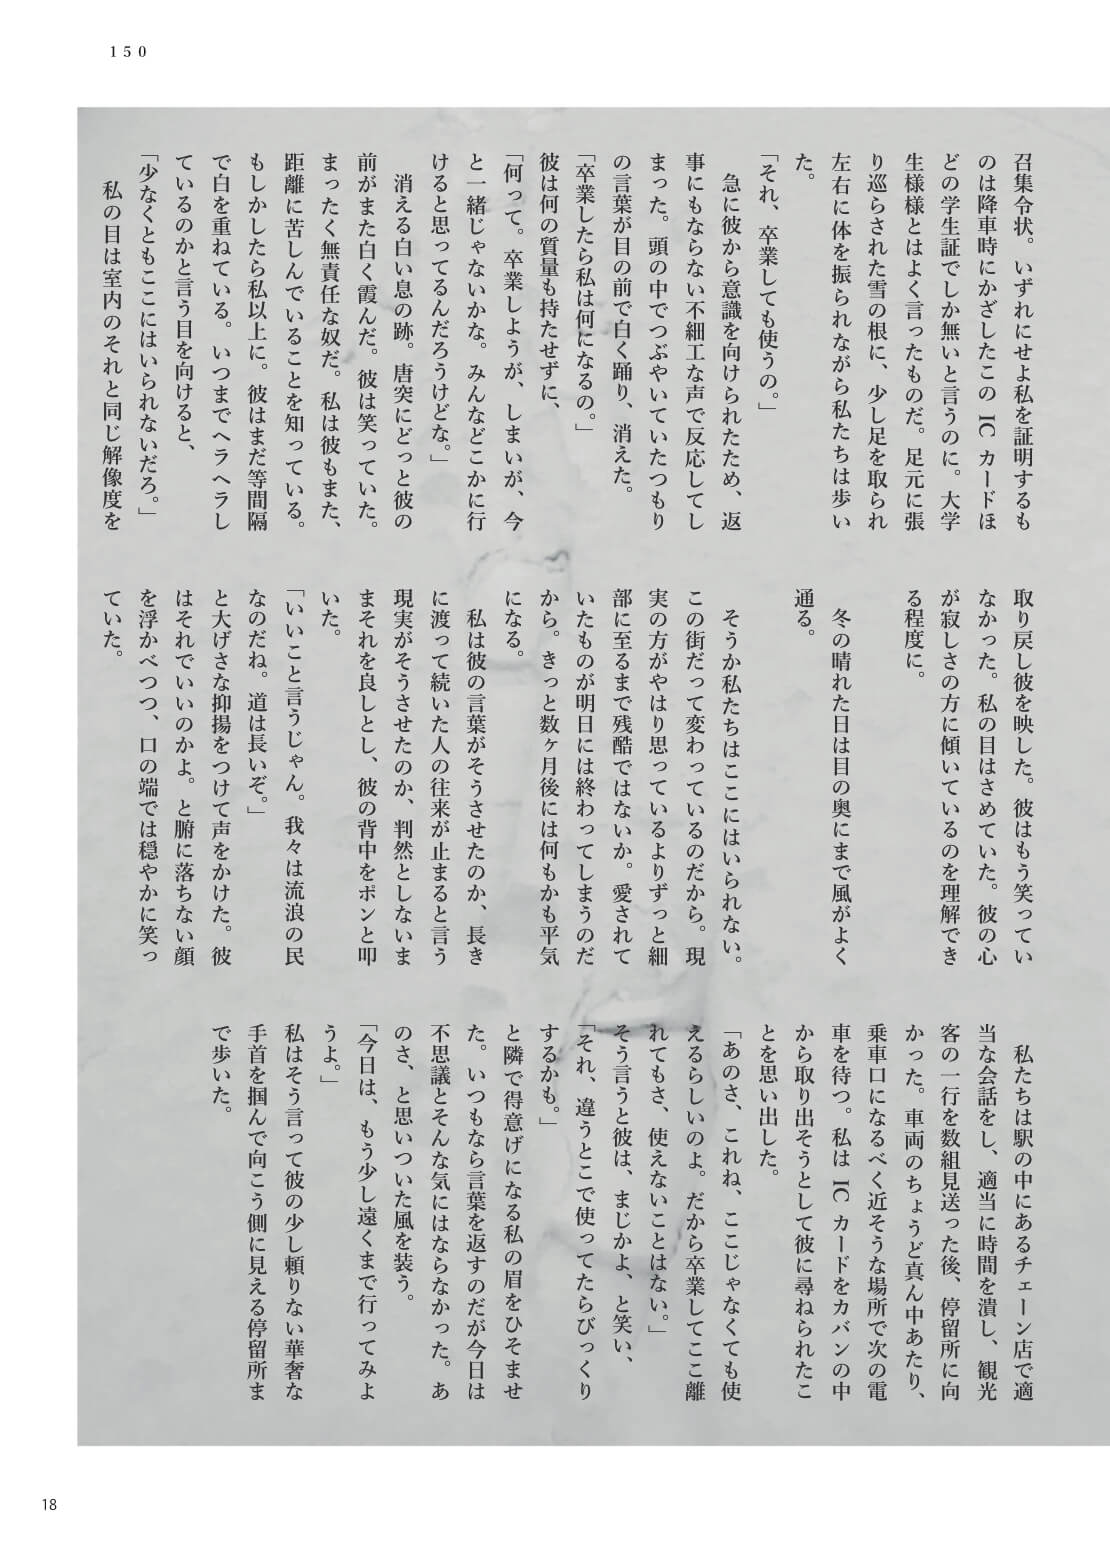 150
召集令状。いずれにせよ私を証明するも
のは降車時にかざしたこの IC カードほ
どの学生証でしか無いと言うのに。大学
生様様とはよく言ったものだ。足元に張
り巡らされた雪の根に、少し足を取られ
左右に体を振られながら私たちは歩い
た。
「それ、卒業しても使うの。」
急に彼から意識を向けられたため、返
事にもならない不細工な声で反応してし
まった。頭の中でつぶやいていたつもり
の言葉が目の前で白く踊り、消えた。
「卒業したら私は何になるの。」
彼は何の質量も持たせずに、
「何って。卒業しようが、しまいが、今
と一緒じゃないかな。みんなどこかに行
けると思ってるんだろうけどな。」
消える白い息の跡。唐突にどっと彼の
前がまた白く霞んだ。彼は笑っていた。
まったく無責任な奴だ。私は彼もまた、
距離に苦しんでいることを知っている。
もしかしたら私以上に。彼はまだ等間隔
で白を重ねている。いつまでヘラヘラし
ているのかと言う目を向けると、
「少なくともここにはいられないだろ。」
私の目は室内のそれと同じ解像度を
取り戻し彼を映した。彼はもう笑ってい
なかった。私の目はさめていた。彼の心
が寂しさの方に傾いているのを理解でき
る程度に。
冬の晴れた日は目の奥にまで風がよく
通る。
そうか私たちはここにはいられない。
この街だって変わっているのだから。現
実の方がやはり思っているよりずっと細
部に至るまで残酷ではないか。愛されて
いたものが明日には終わってしまうのだ
から。きっと数ヶ月後には何もかも平気
になる。
私は彼の言葉がそうさせたのか、長き
に渡って続いた人の往来が止まると言う
現実がそうさせたのか、判然としないま
まそれを良しとし、彼の背中をポンと叩
いた。
「いいこと言うじゃん。我々は流浪の民
なのだね。道は長いぞ。」
と大げさな抑揚をつけて声をかけた。彼
はそれでいいのかよ。と腑に落ちない顔
を浮かべつつ、口の端では穏やかに笑っ
ていた。
私たちは駅の中にあるチェーン店で適
当な会話をし、適当に時間を潰し、観光
客の一行を数組見送った後、停留所に向
かった。車両のちょうど真ん中あたり、
乗車口になるべく近そうな場所で次の電
車を待つ。私は IC カードをカバンの中
から取り出そうとして彼に尋ねられたこ
とを思い出した。
「あのさ、これね、ここじゃなくても使
えるらしいのよ。だから卒業してここ離
れてもさ、使えないことはない。」
そう言うと彼は、まじかよ、と笑い、
「それ、違うとこで使ってたらびっくり
するかも。」
と隣で得意げになる私の眉をひそませ
た。いつもなら言葉を返すのだが今日は
不思議とそんな気にはならなかった。あ
のさ、と思いついた風を装う。
「今日は、もう少し遠くまで行ってみよ
うよ。」
私はそう言って彼の少し頼りない華奢な
手首を掴んで向こう側に見える停留所ま
で歩いた。
18